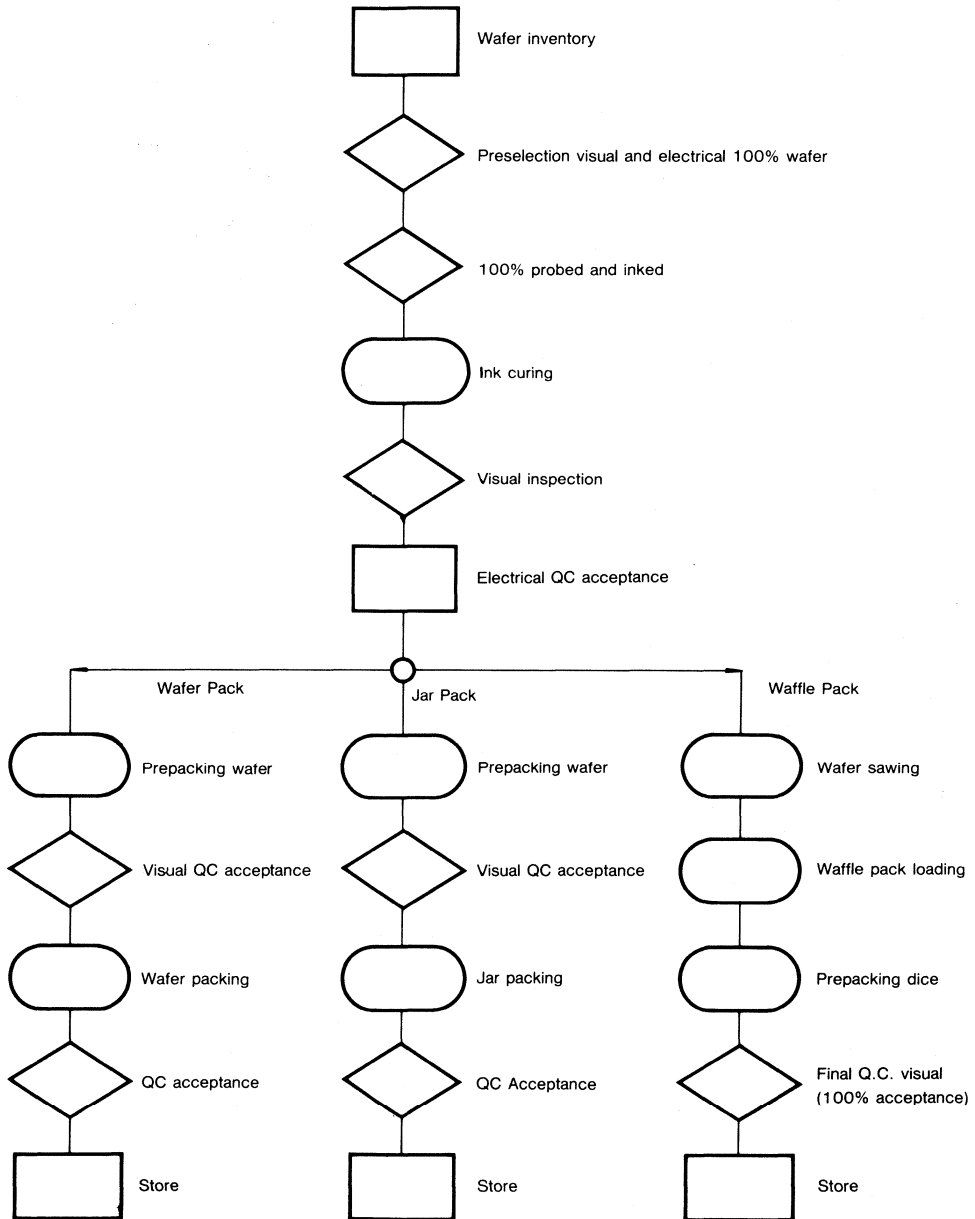 Wafer inventory
Preselection visual and electrical 100% wafer
100% probed and inked
Ink curing
Visual inspection
Electrical QC acceptance
Wafer Pack
Jar Pack
Waffle Pack
Prepacking wafer
Prepacking wafer
Wafer sawing
Visual QC acceptance
Visual QC acceptance
Waffle pack loading
Wafer packing
Jar packing
Prepacking dice
QC acceptance
QC Acceptance
Final Q.C. visual
(100% acceptance)
Store
Store
Store